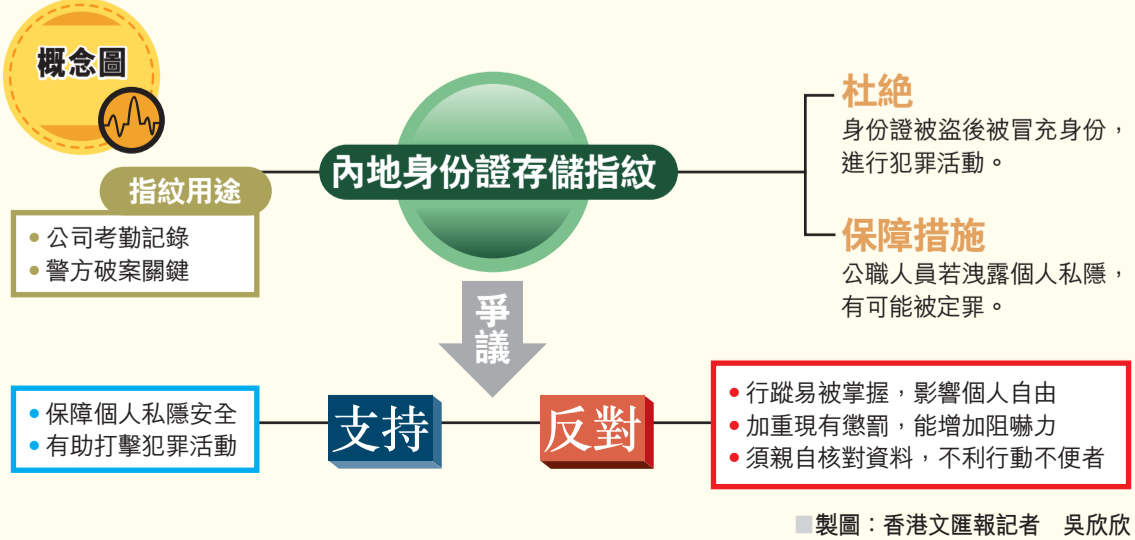 概念圖
內地身份證存儲指紋
指紋用途
• 公司考勤記錄
• 警方破案關鍵
杜絕
身份證被盜後被冒充身份，
進行犯罪活動。
保障措施
公職人員若洩露個人私隱，
有可能被定罪。
爭
議
支持
• 保障個人私隱安全
• 有助打擊犯罪活動
反對
• 行蹤易被掌握，影響個人自由
• 加重現有懲罰，能增加阻嚇力
• 須親自核對資料，不利行動不便者
■製圖：香港文匯報記者　吳欣欣